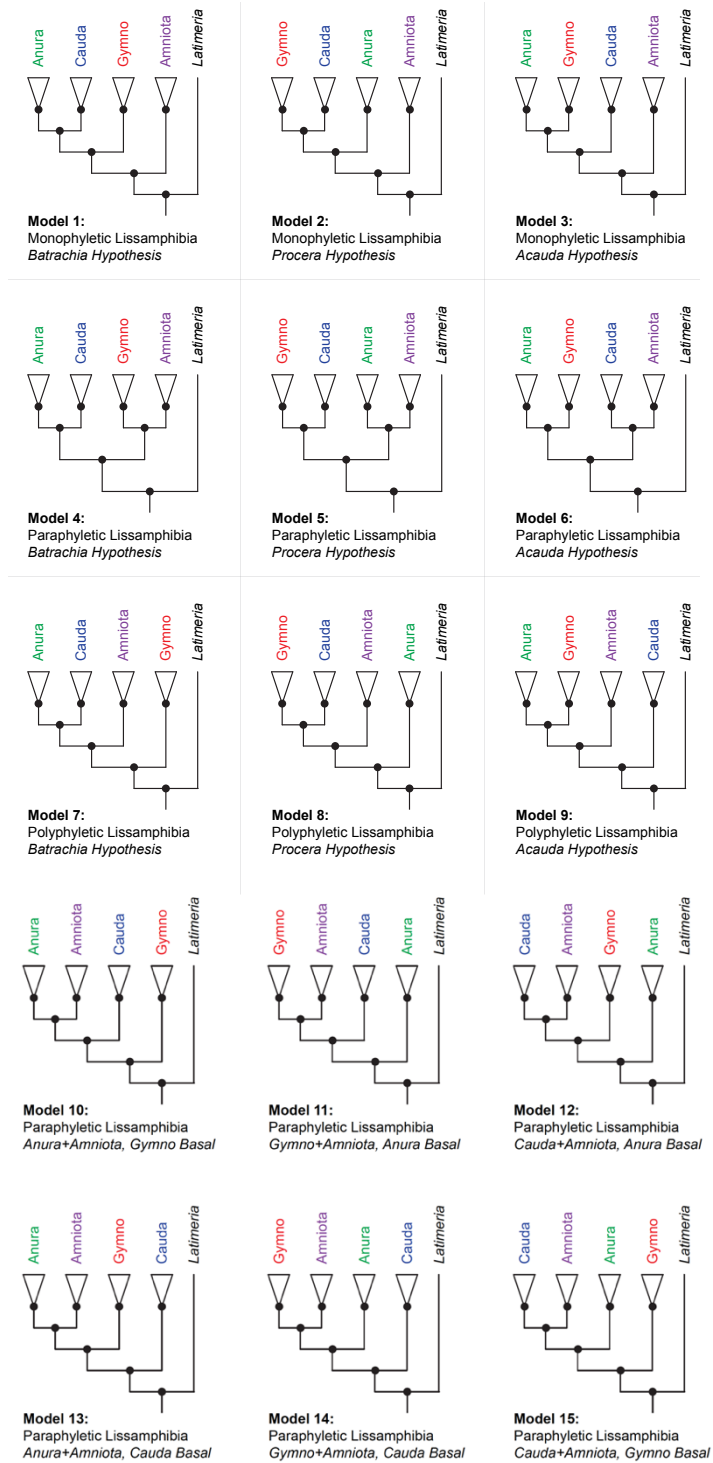 Anura Cauda Gymno Amniota Latimeria
Model 1:
Monophyletic Lissamphibia
Batrachia Hypothesis
Gymno Cauda Anura Amniota Latimeria
Model 2:
Monophyletic Lissamphibia
Procera Hypothesis
Anura Gymno Cauda Amniota Latimeria
Model 3:
Monophyletic Lissamphibia
Acauda Hypothesis
Anura Cauda Gymno Amniota Latimeria
Model 4:
Paraphyletic Lissamphibia
Batrachia Hypothesis
Gymno Cauda Anura Amniota Latimeria
Model 5:
Paraphyletic Lissamphibia
Procera Hypothesis
Anura Gymno Cauda Amniota Latimeria
Model 6:
Paraphyletic Lissamphibia
Acauda Hypothesis
Anura Cauda Amniota Gymno Latimeria
Model 7:
Polyphyletic Lissamphibia
Batrachia Hypothesis
Gymno Cauda Amniota Anura Latimeria
Model 8:
Polyphyletic Lissamphibia
Procera Hypothesis
Anura Gymno Amniota Cauda Latimeria
Model 9:
Polyphyletic Lissamphibia
Acauda Hypothesis
Anura Amniota Cauda Gymno Latimeria
Model 10:
Paraphyletic Lissamphibia
Anura+Amniota, Gymno Basal
Gymno Amniota Cauda Anura Latimeria
Model 11:
Paraphyletic Lissamphibia
Gymno+Amniota, Anura Basal
Cauda Amniota Gymno Anura Latimeria
Model 12:
Paraphyletic Lissamphibia
Cauda+Amniota, Anura Basal
Anura Amniota Gymno Cauda Latimeria
Model 13:
Paraphyletic Lissamphibia
Anura+Amniota, Cauda Basal
Gymno Amniota Anura Cauda Latimeria
Model 14:
Paraphyletic Lissamphibia
Gymno+Amniota, Cauda Basal
Cauda Amniota Anura Gymno Latimeria
Model 15:
Paraphyletic Lissamphibia
Cauda+Amniota, Gymno Basal